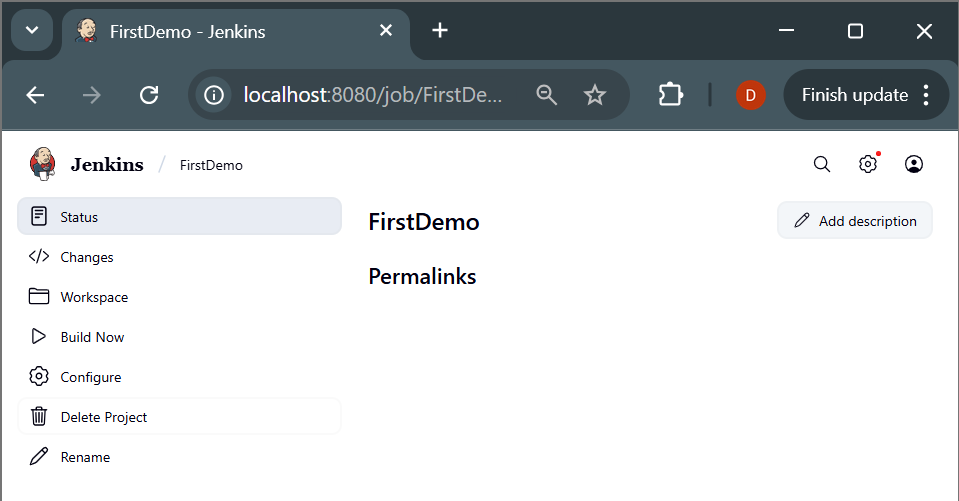 FirstDemo - Jenkins
localhost:8080/job/FirstDe...
D
Finish update
Jenkins / FirstDemo
Status
Changes
Workspace
Build Now
Configure
Delete Project
Rename
FirstDemo
Add description
Permalinks